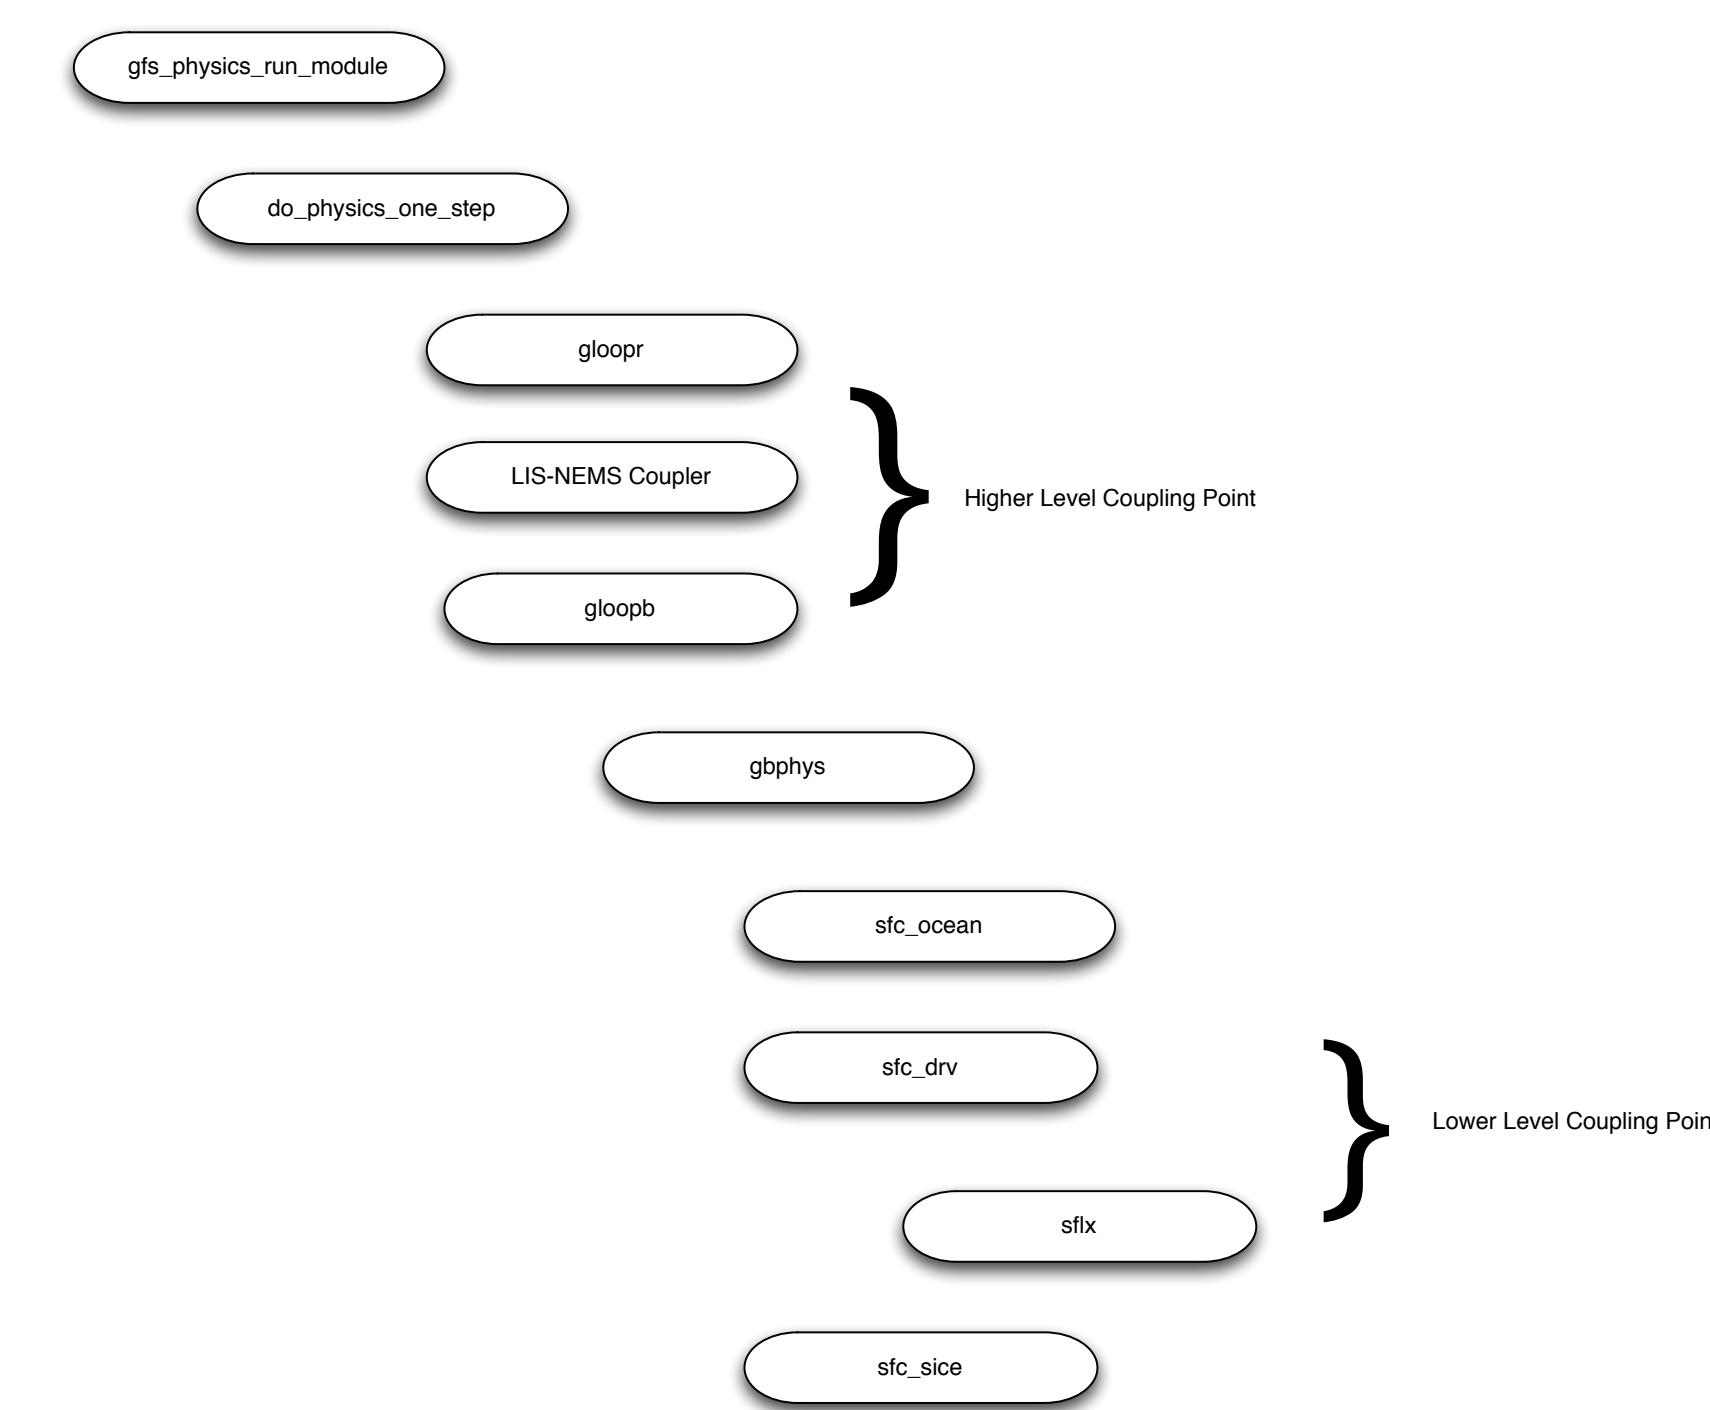 gfs_physics_run_module
do_physics_one_step
gloopr
LIS-NEMS Coupler
Higher Level Coupling Point
gloopb
gbphys
sfc_ocean
sfc_drv
Lower Level Coupling Poin
sflx
sfc_sice